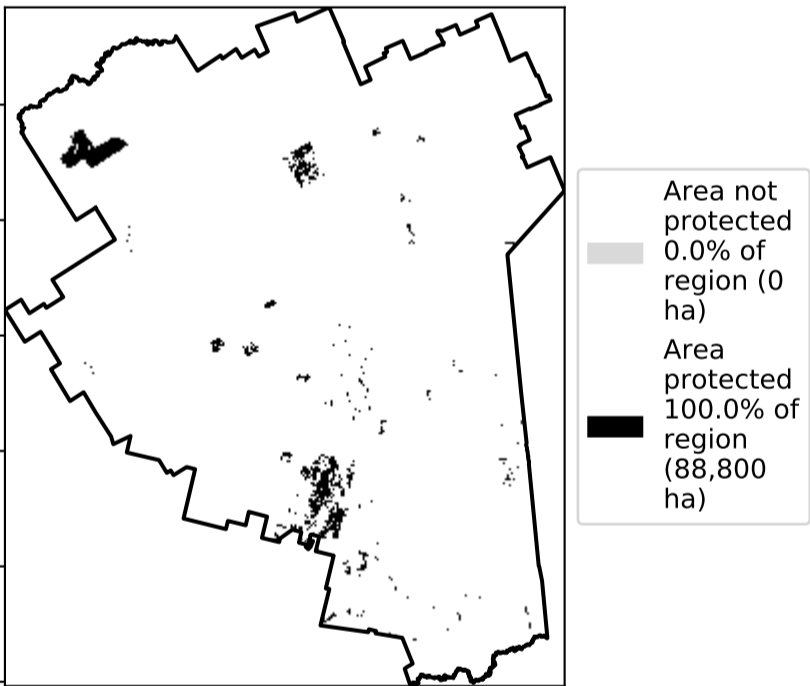 Area not
protected
0.0% of
region (0
ha)
Area
protected
100.0% of
region
(88,800
ha)